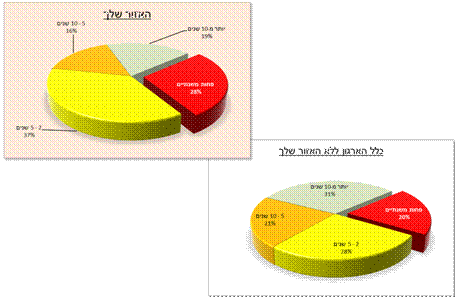 האזור שלך
יותר מ-10 שנים
19%
פחות משנתיים
28%
2 - 5 שנים
37%
5 - 10 שנים
16%
כלל הארגון ללא האזור שלך
יותר מ-10 שנים
31%
פחות משנתיים
20%
2 - 5 שנים
28%
5 - 10 שנים
21%